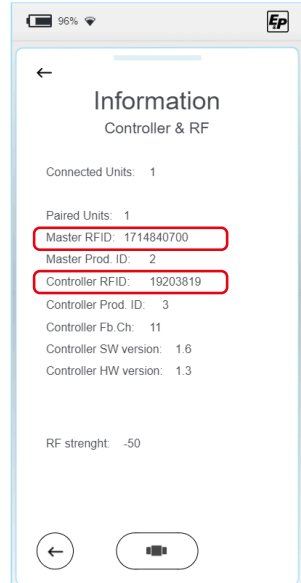 96%
EP
Information
Controller & RF
Connected Units: 1
Paired Units: 1
Master RFID: 1714840700
Master Prod. ID: 2
Controller RFID: 19203819
Controller Prod. ID: 3
Controller Fb.Ch: 11
Controller SW version: 1.6
Controller HW version: 1.3
RF strenght: -50